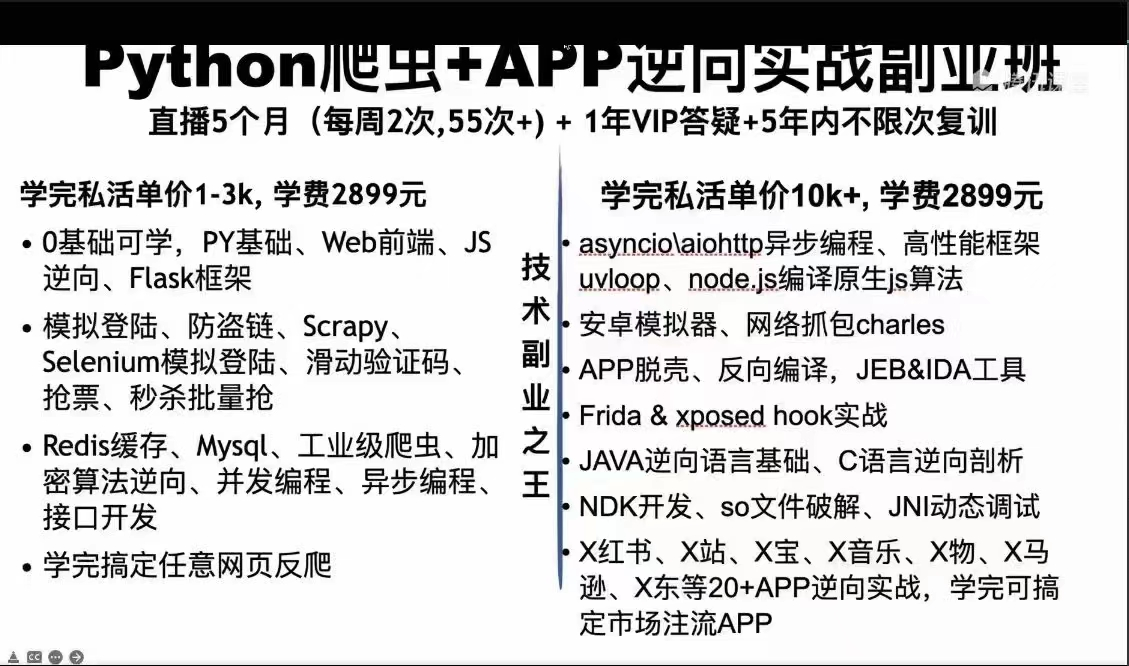 Python爬虫+APP逆向实战副业班
腾讯课堂
直播5个月（每周2次,55次+) + 1年VIP答疑+5年内不限次复训
学完私活单价1-3k, 学费2899元
• 0基础可学，PY基础、Web前端、JS
逆向、Flask框架
• 模拟登陆、防盗链、Scrapy、
Selenium模拟登陆、滑动验证码、
抢票、秒杀批量抢
• Redis缓存、Mysql、工业级爬虫、加
密算法逆向、并发编程、异步编程、
接口开发
• 学完搞定任意网页反爬
技
术
副
业
之
王
学完私活单价10k+, 学费2899元
• asyncio\aiohttp异步编程、高性能框架
uvloop、node.js编译原生js算法
• 安卓模拟器、网络抓包charles
• APP脱壳、反向编译，JEB&IDA工具
• Frida & xposed hook实战
• JAVA逆向语言基础、C语言逆向剖析
• NDK开发、so文件破解、JNI动态调试
• X红书、X站、X宝、X音乐、X物、X马
逊、X东等20+APP逆向实战，学完可搞
定市场注流APP
CC